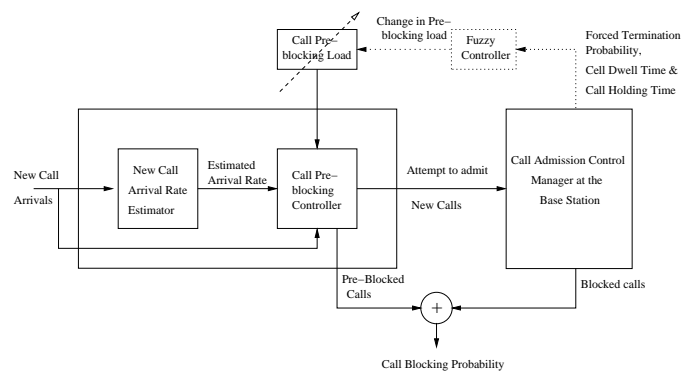 Call Pre-
blocking Load
Change in Pre-
blocking load
Fuzzy
Controller
Forced Termination
Probability,
Cell Dwell Time &
Call Holding Time
New Call
Arrivals
New Call
Arrival Rate
Estimator
Estimated
Arrival Rate
Call Pre-
blocking
Controller
Attempt to admit
New Calls
Call Admission Control
Manager at the
Base Station
Pre-Blocked
Calls
Blocked calls
+
Call Blocking Probability